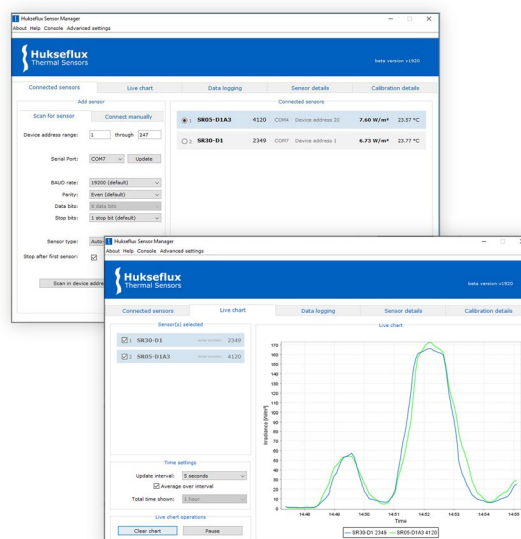 Hukseflux Sensor Manager
About Help Console Advanced settings
Hukseflux
Thermal Sensors
beta version v1920
Connected sensors Live chart Data logging Sensor details Calibration details
Add sensor Connected sensors
Scan for sensor Connect manually
1 SR05-D1A3 4120 COM4 Device address 20 7.60 W/m² 23.57 °C
Device address range: 1 through 247
2 SR30-D1 2349 COM7 Device address 1 6.73 W/m² 23.77 °C
Serial Port: COM7 Update
BAUD rate: 19200 (default)
Parity: Even (default)
Data bits: 8 data bits
Stop bits: 1 stop bit (default)
Sensor type: Auto
Stop after first sensor:
Scan in device addre
Hukseflux Sensor Manager
About Help Console Advanced settings
Hukseflux
Thermal Sensors
beta version v1920
Connected sensors Live chart Data logging Sensor details Calibration details
Sensor(s) selected
1 SR30-D1 2349
2 SR05-D1A3 4120
Time settings
Update interval: 5 seconds
Average over interval
Total time shown: 1 hour
Live chart operations
Clear chart Pause
Live chart
170
160
150
140
130
120
110
100
90
80
70
60
50
40
30
20
10
0
Irradiance [W/m²]
14:48 14:49 14:50 14:51 14:52 14:53 14:54 14:55
Time
SR30-D1 2349 SR05-D1A3 4120